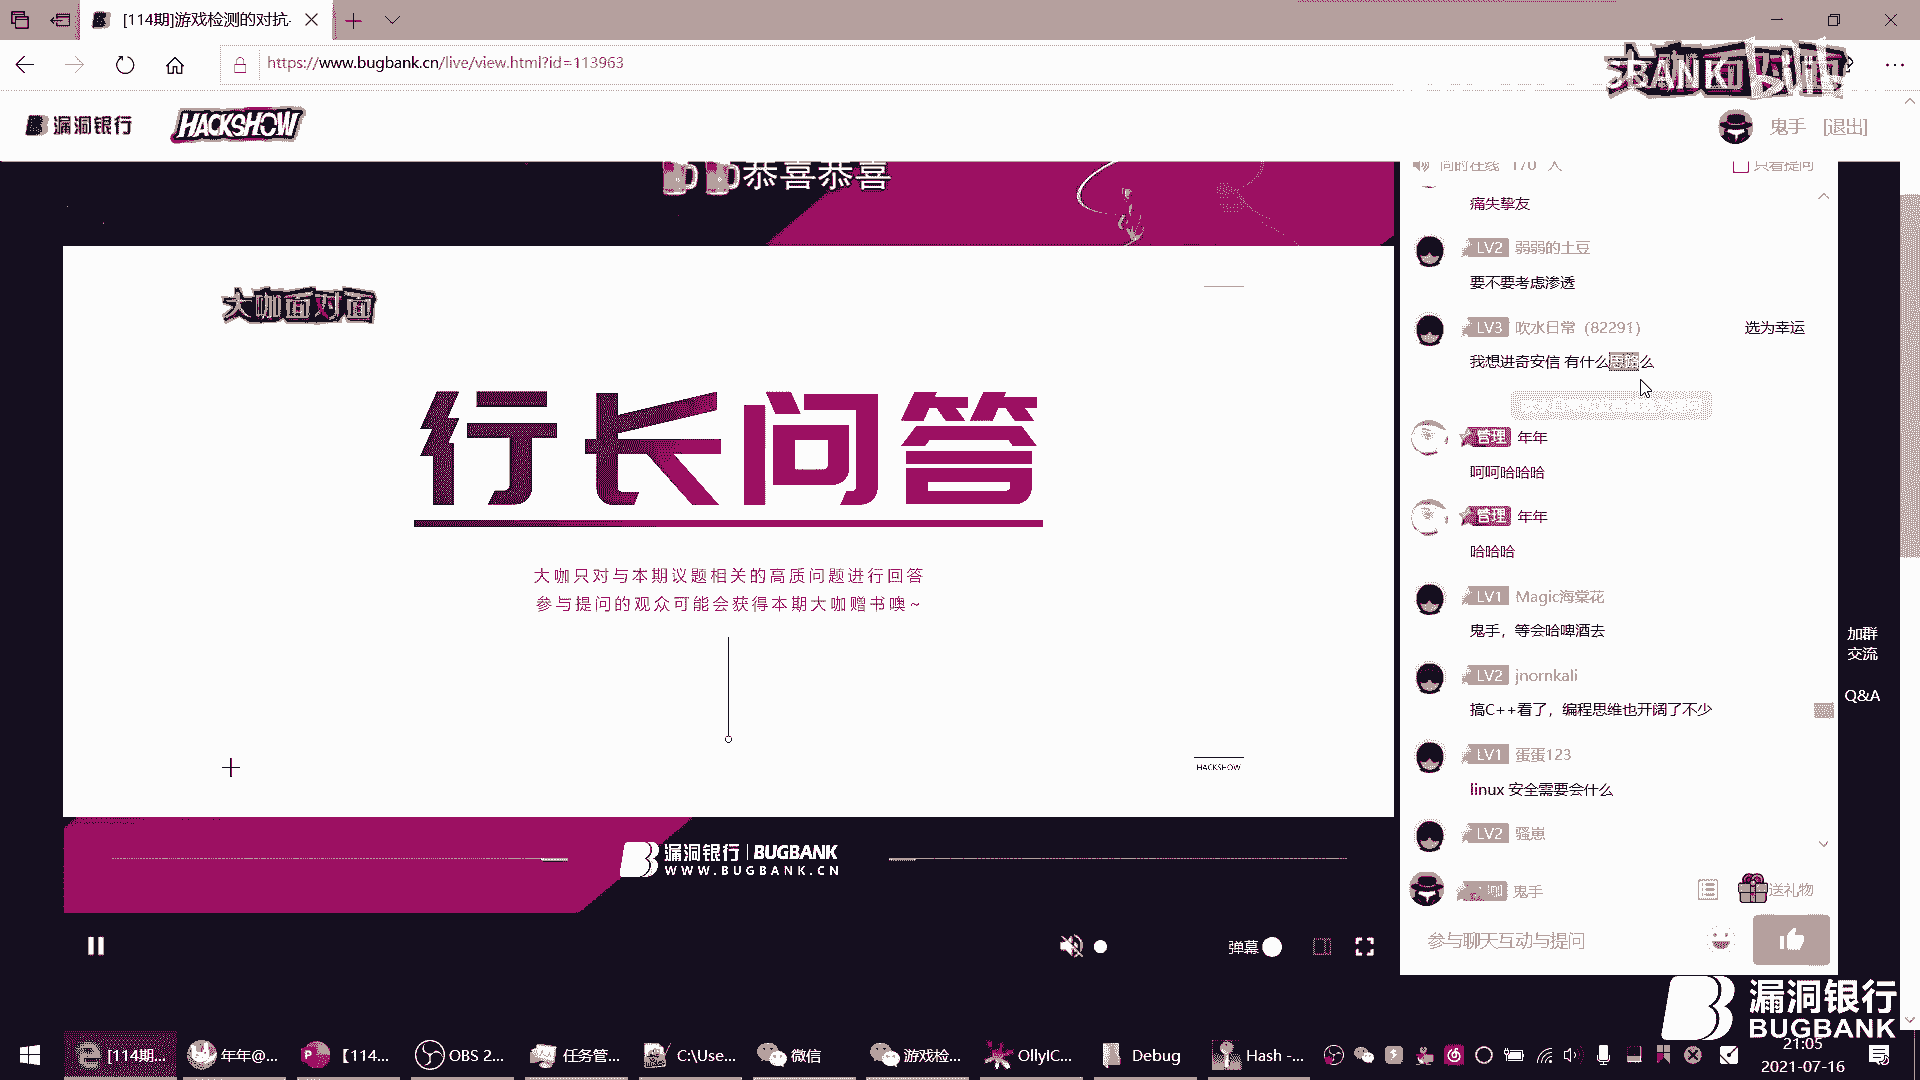 [114期]游戏检测的对抗-
https://www.bugbank.cn/live/view.html?id=113963
漏洞银行
HACKSHOW
鬼手 [退出]
恭喜恭喜
同时在线 170 人
只看提问
痛失挚友
大咖面对面
LV2 弱弱的土豆
要不要考虑渗透
LV3 吹水日常（82291）
选为幸运
我想进奇安信 有什么思路么
行长问答
管理 年年
呵呵哈哈哈
管理 年年
哈哈哈
大咖只对与本期议题相关的高质问题进行回答
参与提问的观众可能会获得本期大咖赠书噢~
LV1 Magic海棠花
鬼手，等会哈啤酒去
加群
交流
LV2 jnornkali
Q&A
搞C++看了，编程思维也开阔了不少
LV1 蛋蛋123
HACKSHOW
linux 安全需要会什么
LV2 骚崽
漏洞银行 | BUGBANK
WWW.BUGBANK.CN
鬼手
送礼物
弹幕
参与聊天互动与提问
漏洞银行
BUGBANK
[114期...
年年@...
【114...
OBS 2...
任务管...
C:\Use...
微信
游戏检...
OllyIC...
Debug
Hash -...
21:05
2021-07-16